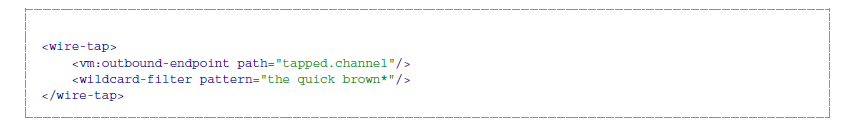 <wire-tap>
    <vm:outbound-endpoint path="tapped.channel"/>
    <wildcard-filter pattern="the quick brown*"/>
</wire-tap>